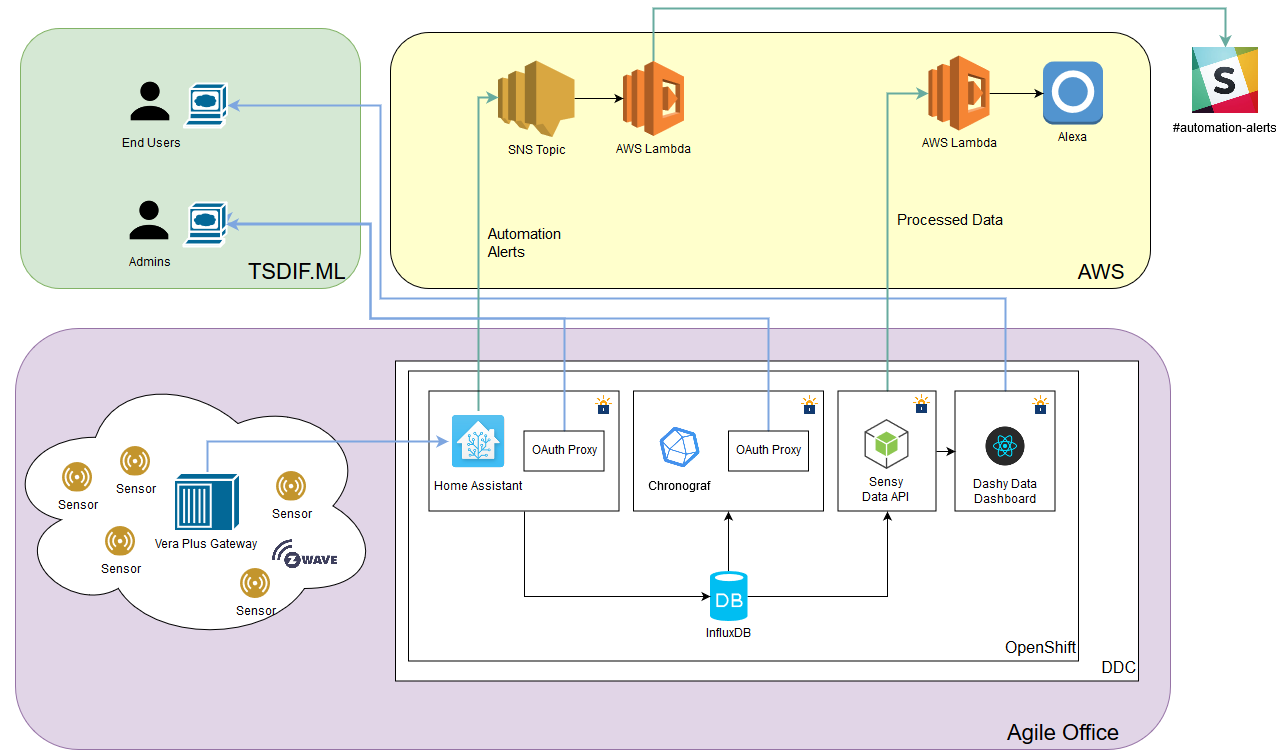 End Users
Admins
TSDIF.ML
SNS Topic
AWS Lambda
AWS Lambda
Alexa
Automation
Alerts
Processed Data
AWS
S
#automation-alerts
Sensor
Sensor
Sensor
Sensor
Sensor
Vera Plus Gateway
Z WAVE
Home Assistant
OAuth Proxy
Chronograf
OAuth Proxy
Sensy
Data API
Dashy Data
Dashboard
DB
InfluxDB
OpenShift
DDC
Agile Office